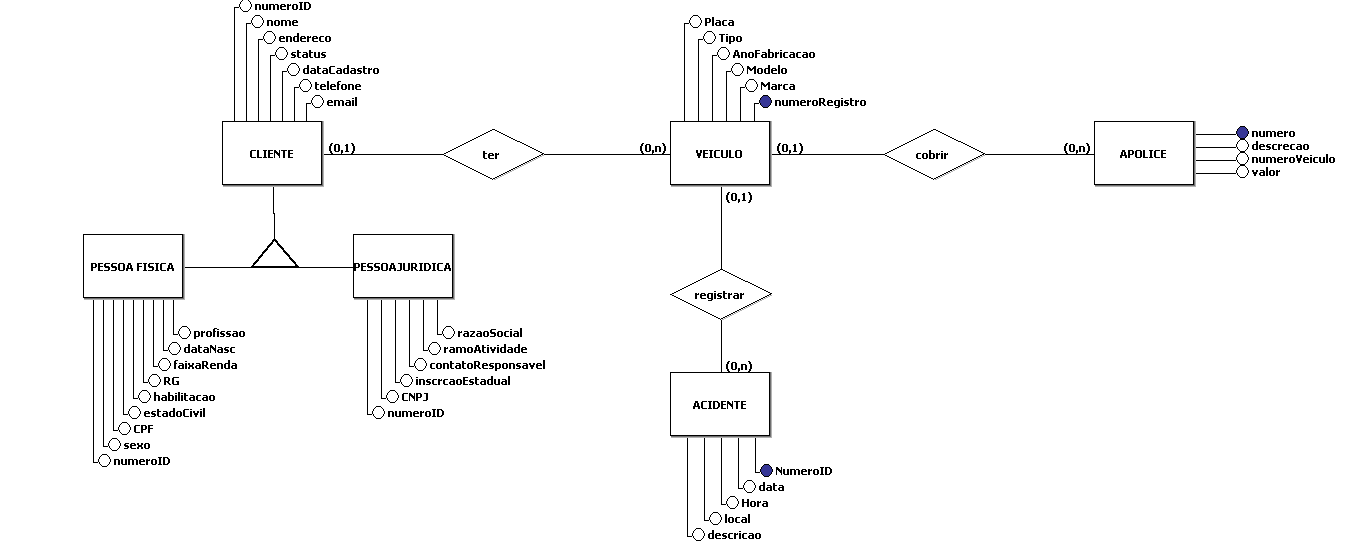 numeroID
nome
endereco
status
dataCadastro
telefone
email
CLIENTE
(0,1)
ter
(0,n)
Placa
Tipo
AnoFabricacao
Modelo
Marca
numeroRegistro
VEICULO
(0,1)
cobrir
(0,n)
APOLICE
numero
descrecao
numeroVeiculo
valor
(0,1)
registrar
(0,n)
ACIDENTE
NumeroID
data
Hora
local
descricao
PESSOA FISICA
profissao
dataNasc
faixaRenda
RG
habilitacao
estadoCivil
CPF
sexo
numeroID
PESSOAJURIDICA
razaoSocial
ramoAtividade
contatoResponsavel
inscrcaoEstadual
CNPJ
numeroID